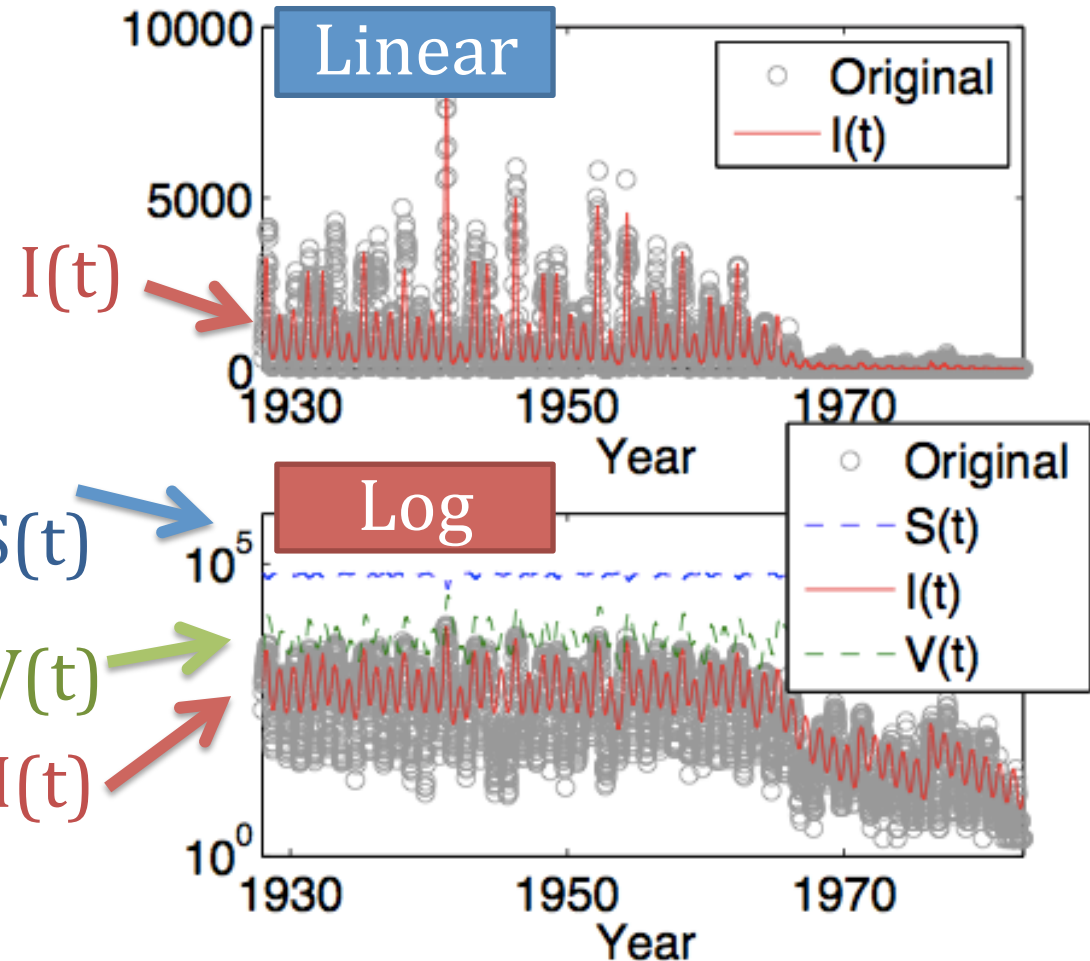 10000
Linear
Original
I(t)
5000
I(t)
0
1930 1950 1970
Year
Original
S(t)
I(t)
V(t)
Log
S(t)
10^5
V(t)
I(t)
10^0
1930 1950 1970
Year